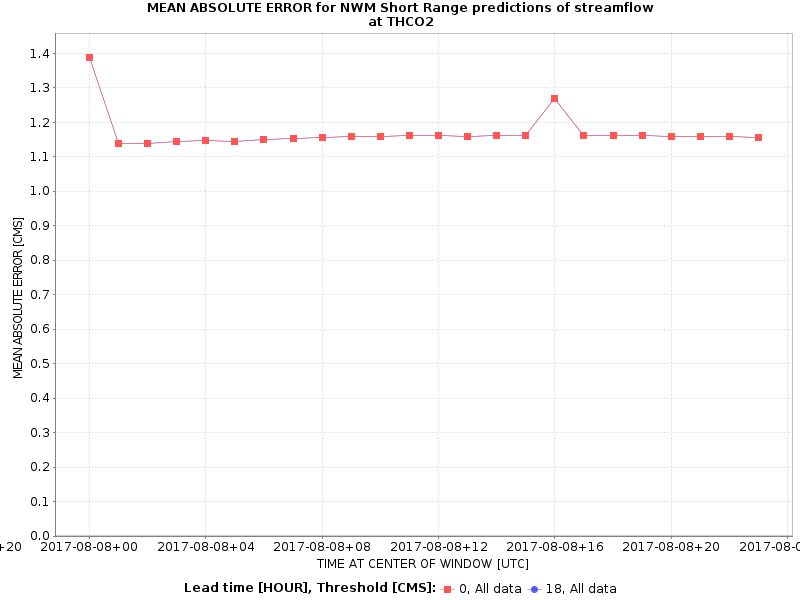 MEAN ABSOLUTE ERROR for NWM Short Range predictions of streamflow
at THCO2
1.4
1.3
1.2
1.1
1.0
0.9
0.8
0.7
0.6
0.5
0.4
0.3
0.2
0.1
0.0
MEAN ABSOLUTE ERROR [CMS]
+20 2017-08-08+00 2017-08-08+04 2017-08-08+08 2017-08-08+12 2017-08-08+16 2017-08-08+20 2017-08-0
TIME AT CENTER OF WINDOW [UTC]
Lead time [HOUR], Threshold [CMS]: 0, All data 18, All data